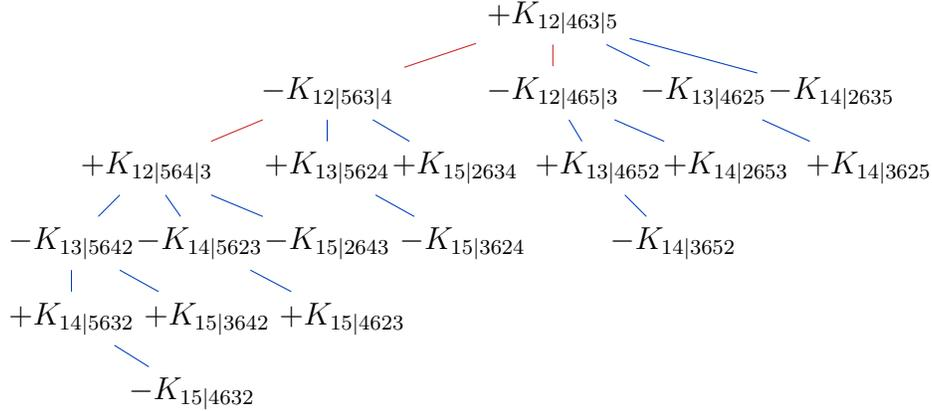 +K_{12|463|5}
−K_{12|563|4} −K_{12|465|3} −K_{13|4625} −K_{14|2635}
+K_{12|564|3} +K_{13|5624} +K_{15|2634} +K_{13|4652} +K_{14|2653} +K_{14|3625}
−K_{13|5642} −K_{14|5623} −K_{15|2643} −K_{15|3624} −K_{14|3652}
+K_{14|5632} +K_{15|3642} +K_{15|4623}
−K_{15|4632}